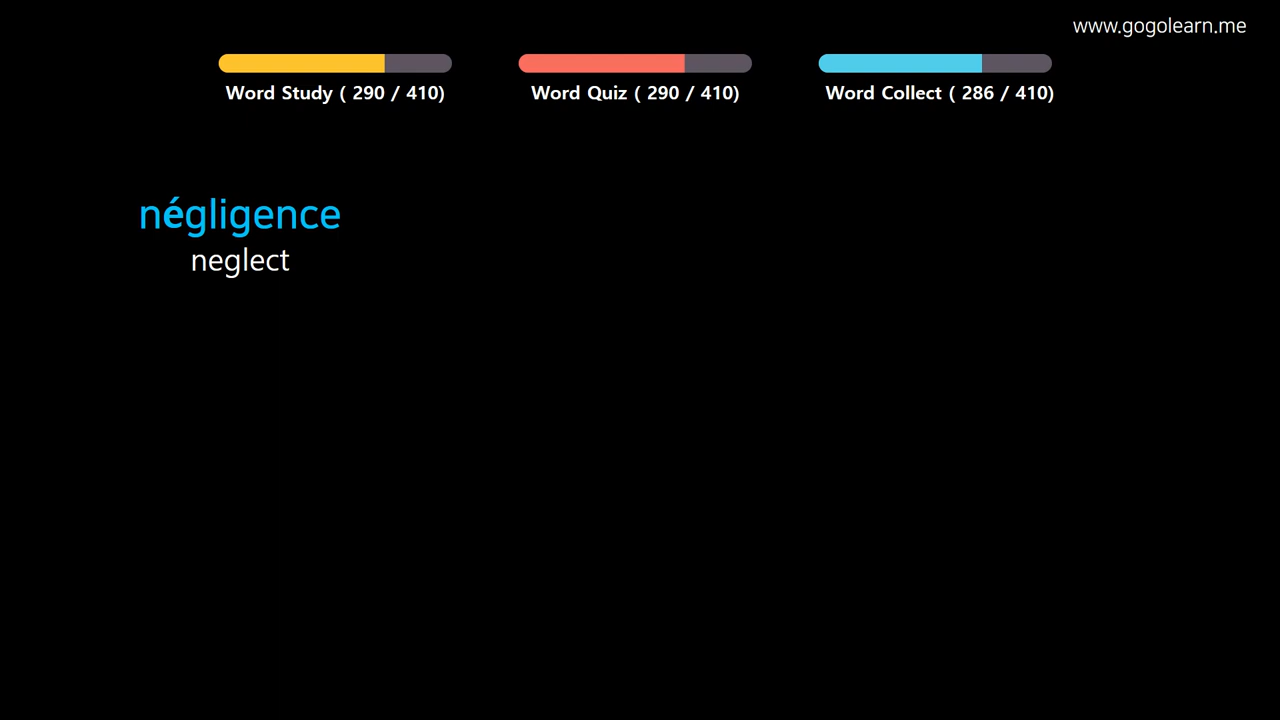 www.gogolearn.me
Word Study ( 290 / 410)
Word Quiz ( 290 / 410)
Word Collect ( 286 / 410)
négligence
neglect